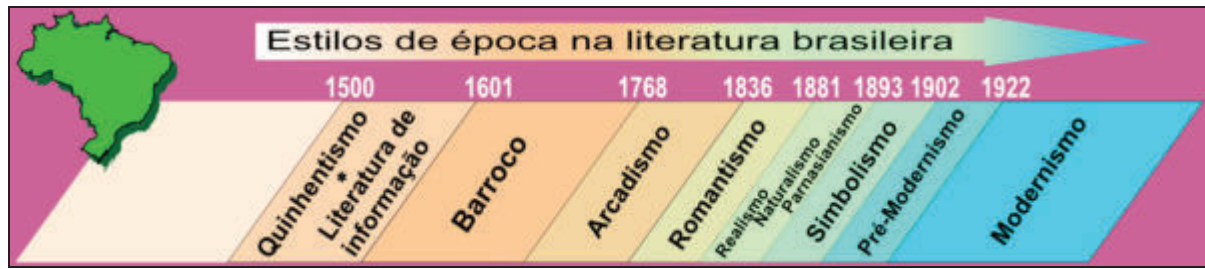 Estilos de época na literatura brasileira
1500 1601 1768 1836 1881 1893 1902 1922
Quinhentismo
*
Literatura de
informação
Barroco
Arcadismo
Romantismo
Realismo
Naturalismo
Parnasianismo
Simbolismo
Pré-Modernismo
Modernismo